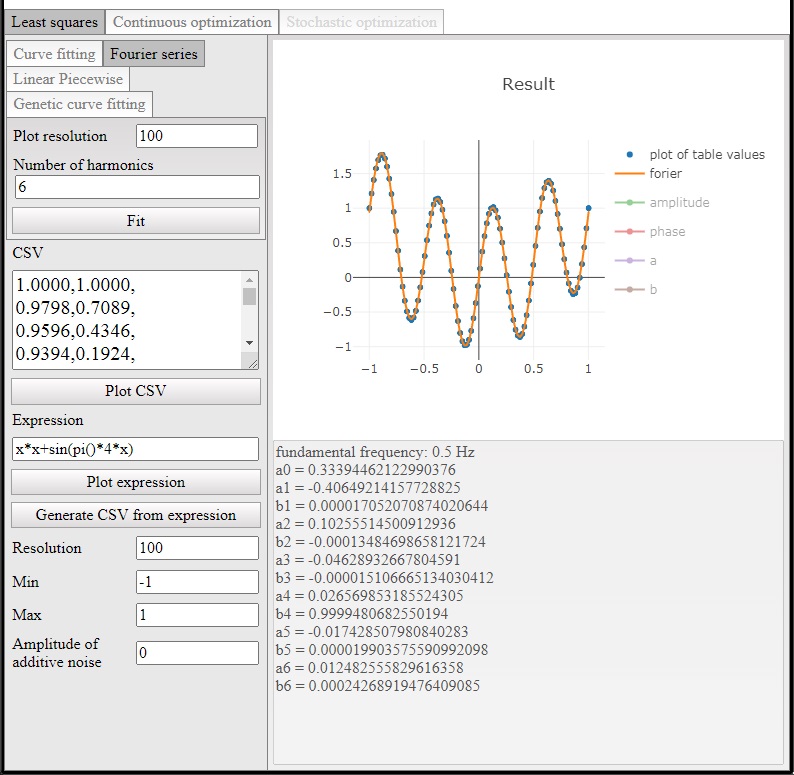 Least squares Continuous optimization Stochastic optimization
Curve fitting Fourier series
Linear Piecewise
Genetic curve fitting
Plot resolution 100
Number of harmonics
6
Fit
CSV
1.0000,1.0000,
0.9798,0.7089,
0.9596,0.4346,
0.9394,0.1924,
Plot CSV
Expression
x*x+sin(pi()*4*x)
Plot expression
Generate CSV from expression
Resolution 100
Min -1
Max 1
Amplitude of
additive noise 0
Result
1.5
1
0.5
0
−0.5
−1
−1 −0.5 0 0.5 1
plot of table values
forier
amplitude
phase
a
b
fundamental frequency: 0.5 Hz
a0 = 0.33394462122990376
a1 = -0.40649214157728825
b1 = 0.000017052070874020644
a2 = 0.10255514500912936
b2 = -0.00013484698658121724
a3 = -0.04628932667804591
b3 = -0.000015106665134030412
a4 = 0.026569853185524305
b4 = 0.9999480682550194
a5 = -0.017428507980840283
b5 = 0.000019903575590992098
a6 = 0.012482555829616358
b6 = 0.00024268919476409085